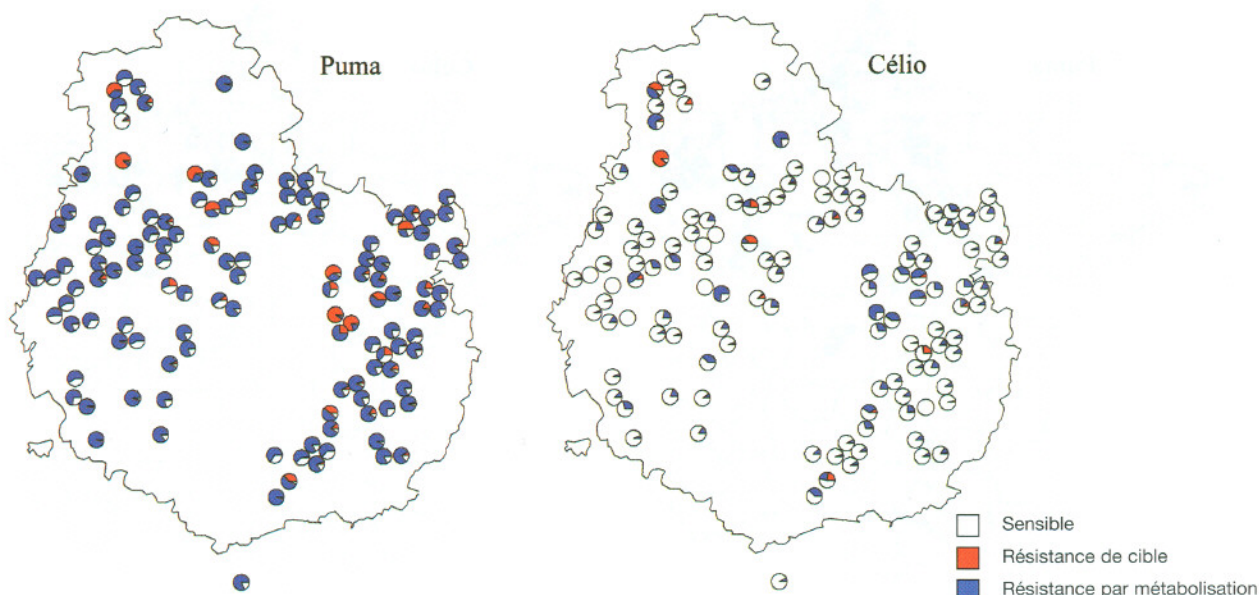 Puma
Célio
Sensible
Résistance de cible
Résistance par métabolisation